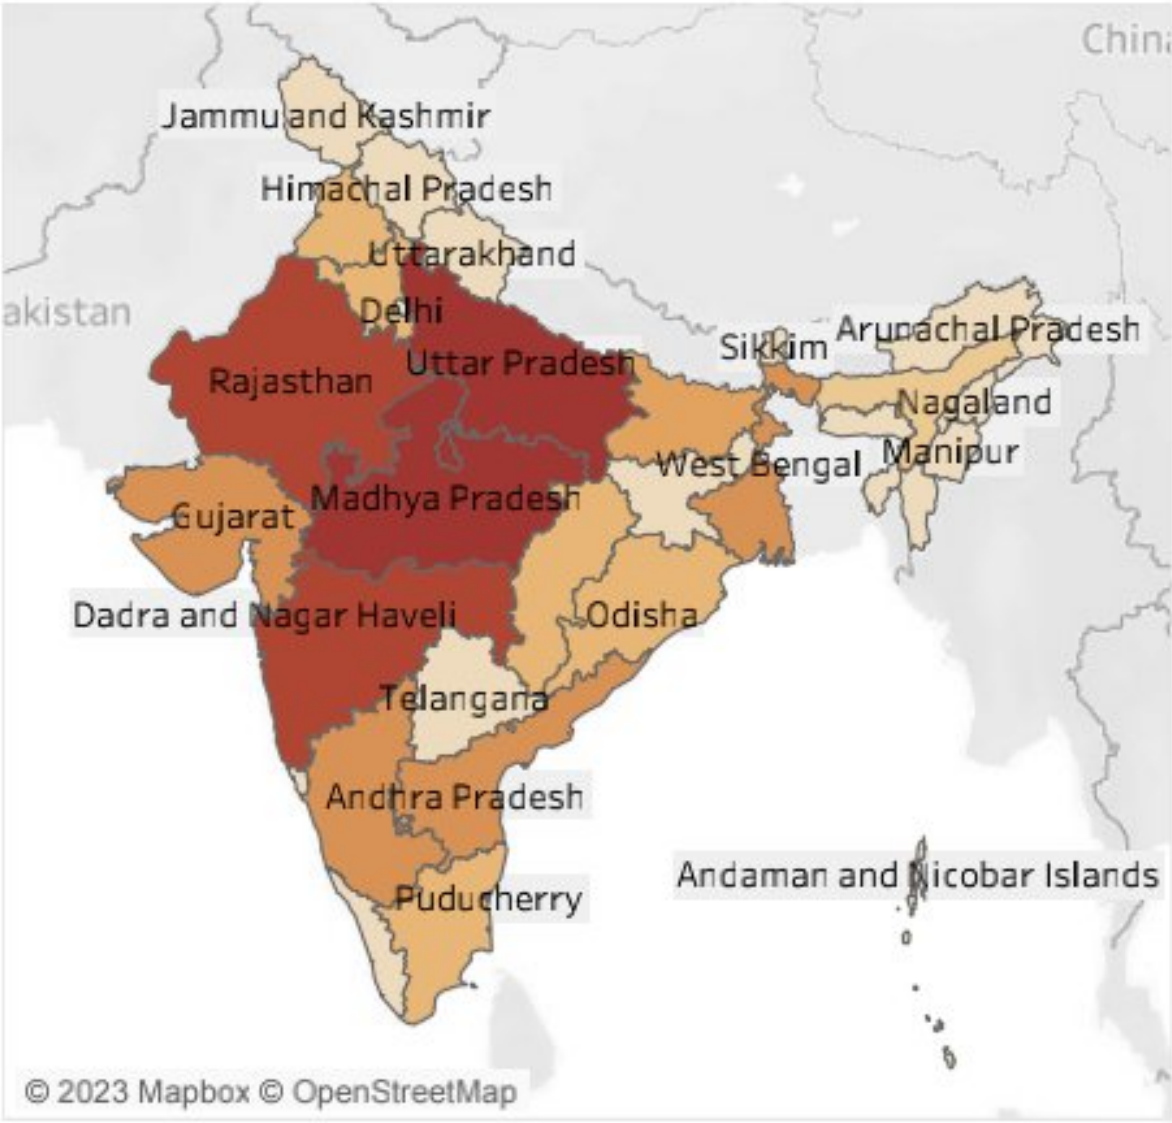 China
Jammu and Kashmir
Himachal Pradesh
Uttarakhand
akistan
Delhi
Arunachal Pradesh
Sikkim
Uttar Pradesh
Rajasthan
Nagaland
Manipur
West Bengal
Madhya Pradesh
Gujarat
Dadra and Nagar Haveli
Odisha
Telangana
Andhra Pradesh
Andaman and Nicobar Islands
Puducherry
© 2023 Mapbox © OpenStreetMap